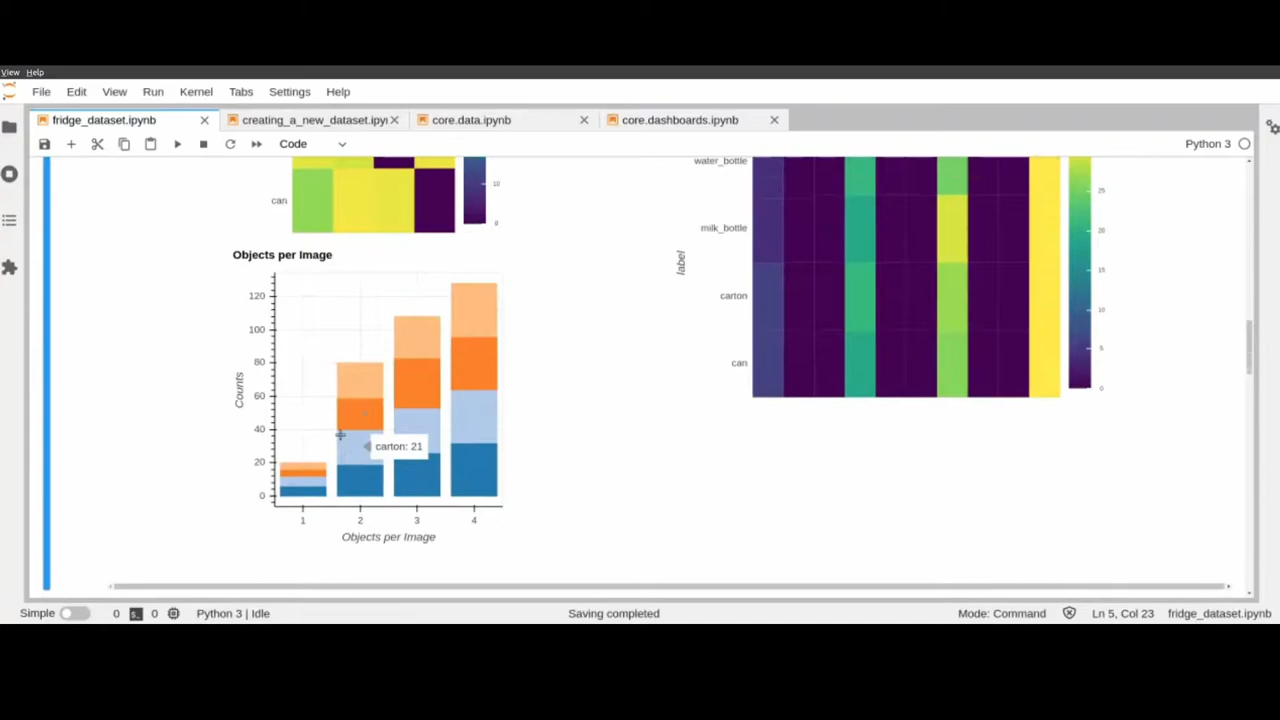 View Help
File Edit View Run Kernel Tabs Settings Help
fridge_dataset.ipynb creating_a_new_dataset.ipyn core.data.ipynb core.dashboards.ipynb
Code Python 3
water_bottle
can
10
0
milk_bottle
carton
can
label
25
20
15
10
5
0
Objects per Image
120
100
80
60
40
20
0
Counts
carton: 21
1 2 3 4
Objects per Image
Simple 0 $_ 0 Python 3 | Idle Saving completed Mode: Command Ln 5, Col 23 fridge_dataset.ipynb